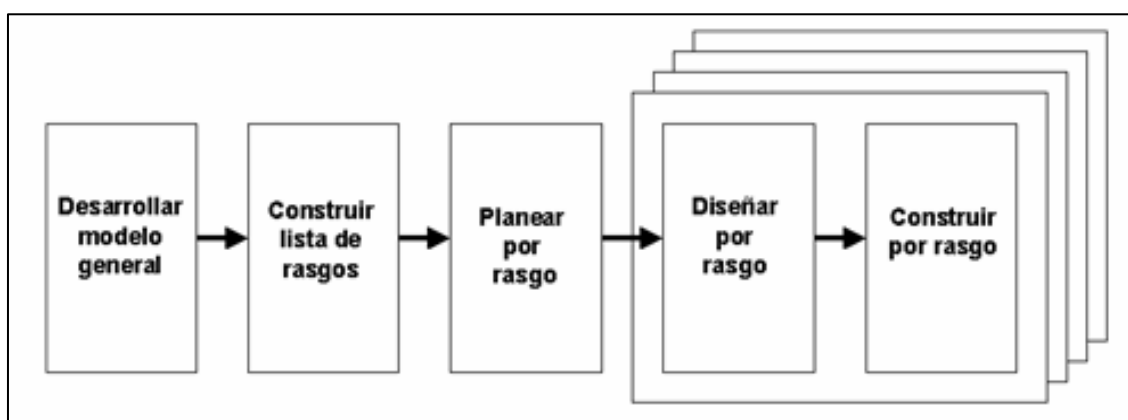 Desarrollar
modelo
general
Construir
lista de
rasgos
Planear
por
rasgo
Diseñar
por
rasgo
Construir
por rasgo